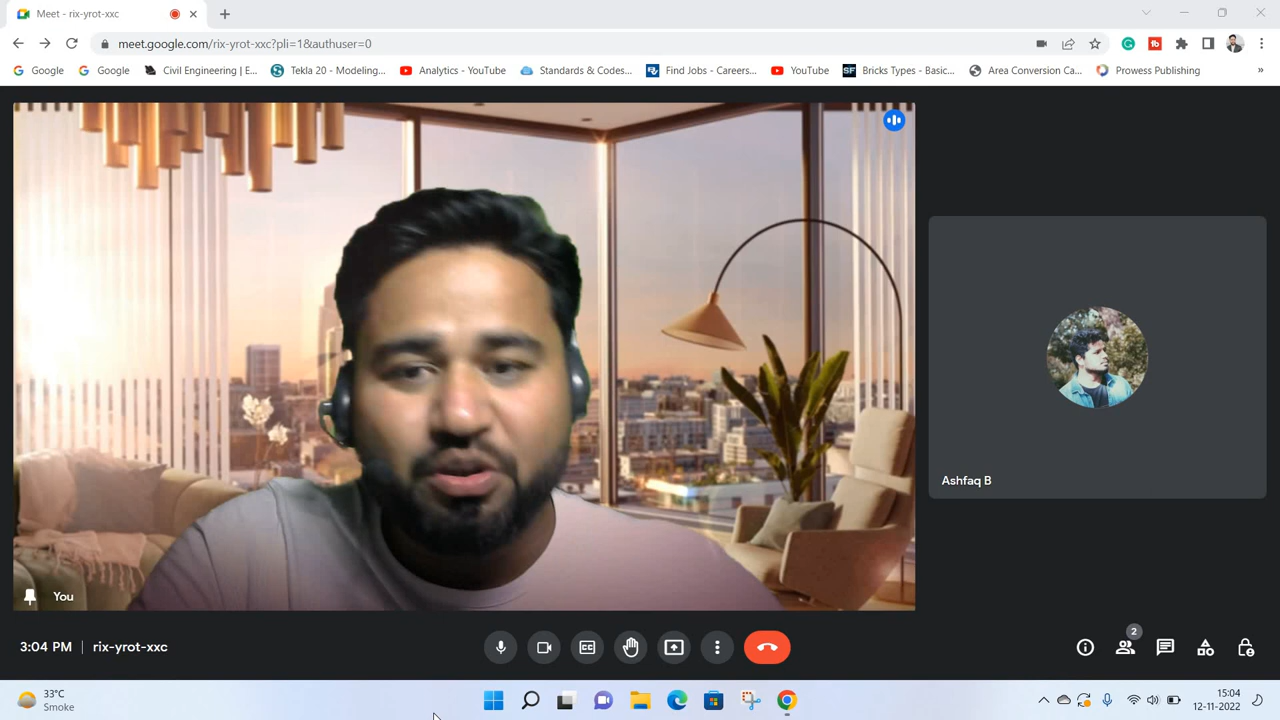 Meet - rix-yrot-xxc
meet.google.com/rix-yrot-xxc?pli=1&authuser=0
Google
Google
Civil Engineering | E...
Tekla 20 - Modeling...
Analytics - YouTube
Standards & Codes...
Find Jobs - Careers...
YouTube
SF
Bricks Types - Basic...
Area Conversion Ca...
Prowess Publishing
»
You
Ashfaq B
3:04 PM | rix-yrot-xxc
CC
2
33°C
Smoke
15:04
12-11-2022